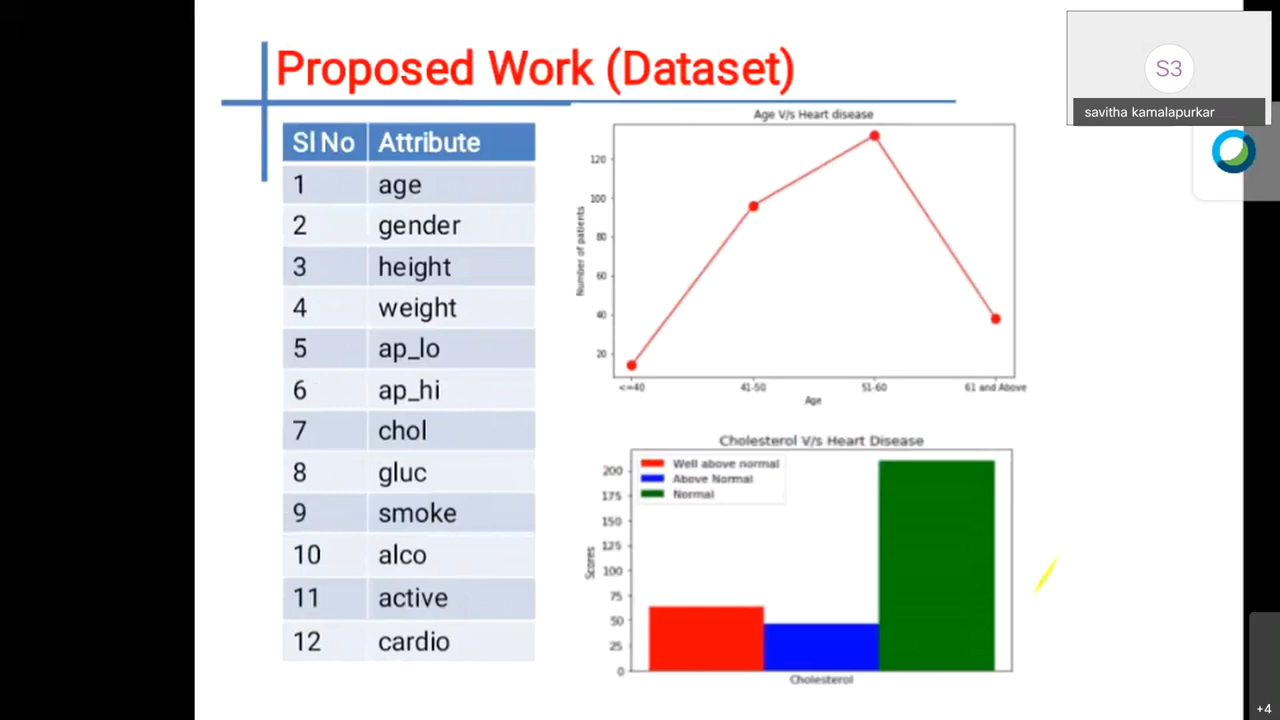 Proposed Work (Dataset)
Sl No Attribute
1 age
2 gender
3 height
4 weight
5 ap_lo
6 ap_hi
7 chol
8 gluc
9 smoke
10 alco
11 active
12 cardio
Age V/s Heart disease
Number of patients
120
100
80
60
40
20
<=40 41-50 51-60 61 and Above
Age
Cholesterol V/s Heart Disease
Scores
200
175
150
125
100
75
50
25
0
Well above normal
Above Normal
Normal
Cholesterol
S3
savitha kamalapurkar
+4